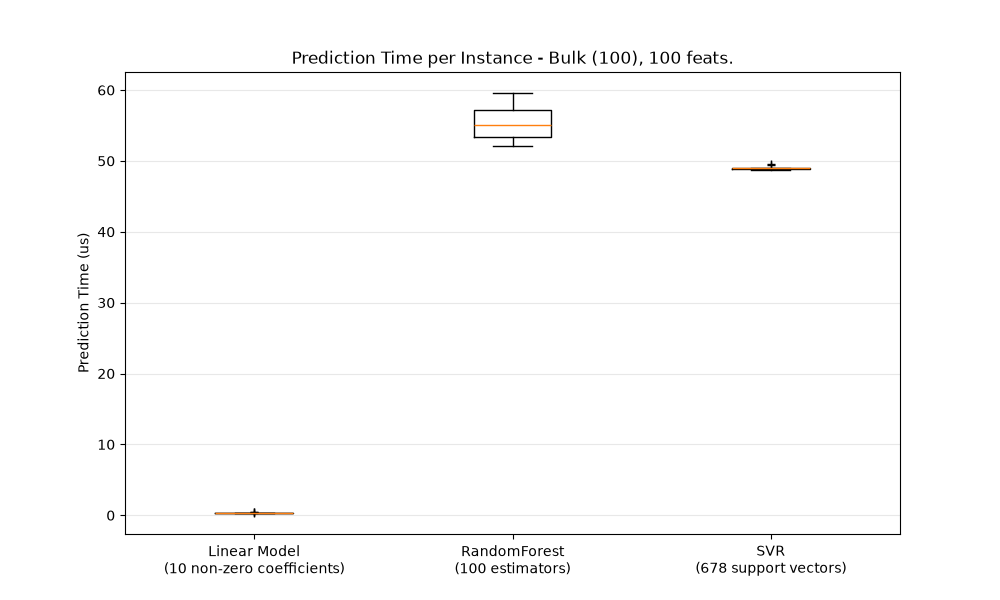 Prediction Time per Instance - Bulk (100), 100 feats.
Prediction Time (us)
60
50
40
30
20
10
0
Linear Model
(10 non-zero coefficients)
RandomForest
(100 estimators)
SVR
(678 support vectors)